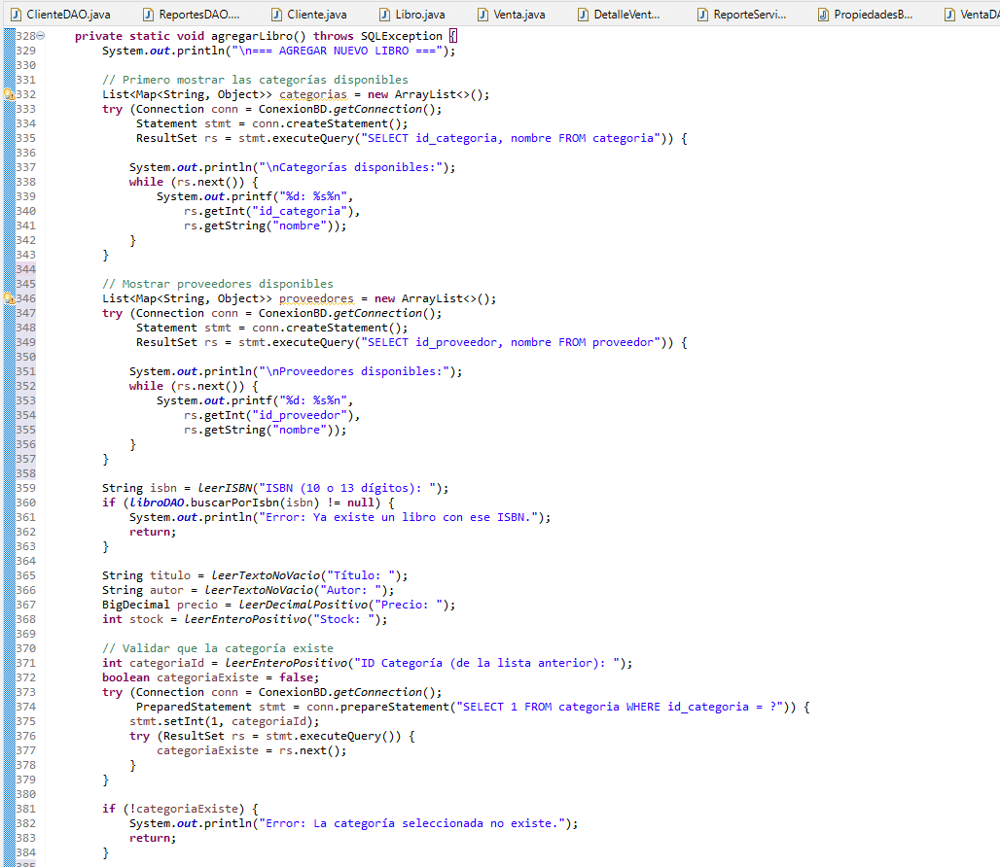 ClienteDAO.java ReportesDAO.... Cliente.java Libro.java Venta.java DetalleVent... ReporteServi... PropiedadesB... VentaDA
328 private static void agregarLibro() throws SQLException {
329 System.out.println("\n=== AGREGAR NUEVO LIBRO ===");
330
331 // Primero mostrar las categorías disponibles
332 List<Map<String, Object>> categorias = new ArrayList<>();
333 try (Connection conn = ConexionBD.getConnection();
334 Statement stmt = conn.createStatement();
335 ResultSet rs = stmt.executeQuery("SELECT id_categoria, nombre FROM categoria")) {
336
337 System.out.println("\nCategorías disponibles:");
338 while (rs.next()) {
339 System.out.printf("%d: %s%n",
340 rs.getInt("id_categoria"),
341 rs.getString("nombre"));
342 }
343 }
344
345 // Mostrar proveedores disponibles
346 List<Map<String, Object>> proveedores = new ArrayList<>();
347 try (Connection conn = ConexionBD.getConnection();
348 Statement stmt = conn.createStatement();
349 ResultSet rs = stmt.executeQuery("SELECT id_proveedor, nombre FROM proveedor")) {
350
351 System.out.println("\nProveedores disponibles:");
352 while (rs.next()) {
353 System.out.printf("%d: %s%n",
354 rs.getInt("id_proveedor"),
355 rs.getString("nombre"));
356 }
357 }
358
359 String isbn = leerISBN("ISBN (10 o 13 dígitos): ");
360 if (libroDAO.buscarPorIsbn(isbn) != null) {
361 System.out.println("Error: Ya existe un libro con ese ISBN.");
362 return;
363 }
364
365 String titulo = leerTextoNoVacio("Título: ");
366 String autor = leerTextoNoVacio("Autor: ");
367 BigDecimal precio = leerDecimalPositivo("Precio: ");
368 int stock = leerEnteroPositivo("Stock: ");
369
370 // Validar que la categoría existe
371 int categoriaId = leerEnteroPositivo("ID Categoría (de la lista anterior): ");
372 boolean categoriaExiste = false;
373 try (Connection conn = ConexionBD.getConnection();
374 PreparedStatement stmt = conn.prepareStatement("SELECT 1 FROM categoria WHERE id_categoria = ?")) {
375 stmt.setInt(1, categoriaId);
376 try (ResultSet rs = stmt.executeQuery()) {
377 categoriaExiste = rs.next();
378 }
379 }
380
381 if (!categoriaExiste) {
382 System.out.println("Error: La categoría seleccionada no existe.");
383 return;
384 }
385